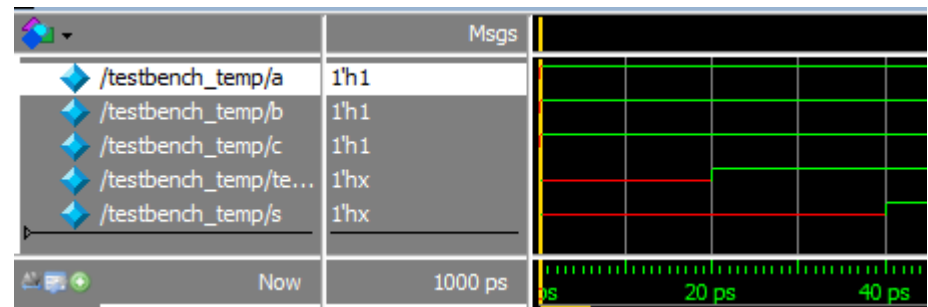 Msgs
/testbench_temp/a 1'h1
/testbench_temp/b 1'h1
/testbench_temp/c 1'h1
/testbench_temp/te... 1'hx
/testbench_temp/s 1'hx
Now 1000 ps ps 20 ps 40 ps